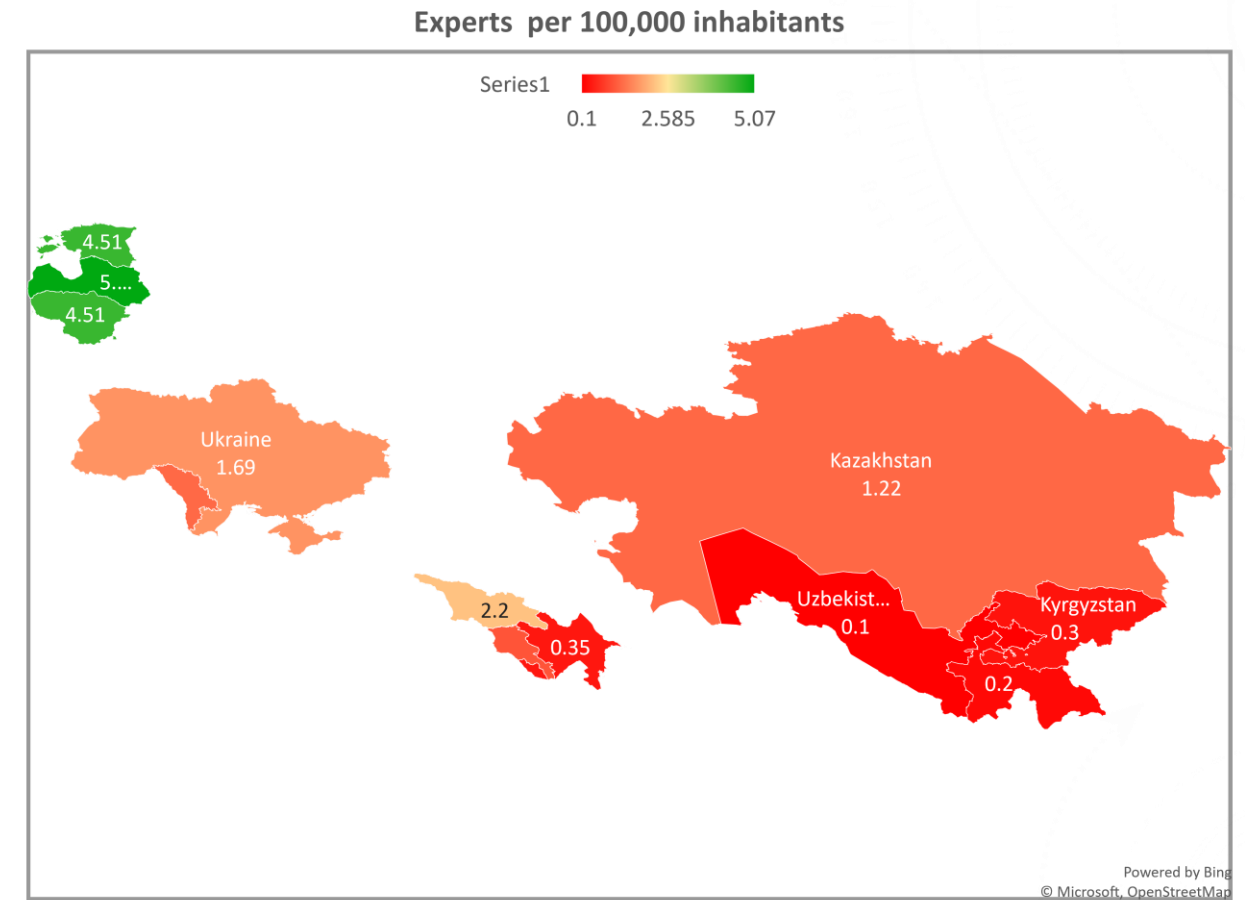 Experts per 100,000 inhabitants
Series1
0.1 2.585 5.07
4.51
5....
4.51
Ukraine
1.69
Kazakhstan
1.22
2.2
0.35
Uzbekist...
0.1
Kyrgyzstan
0.3
0.2
Powered by Bing
© Microsoft, OpenStreetMap